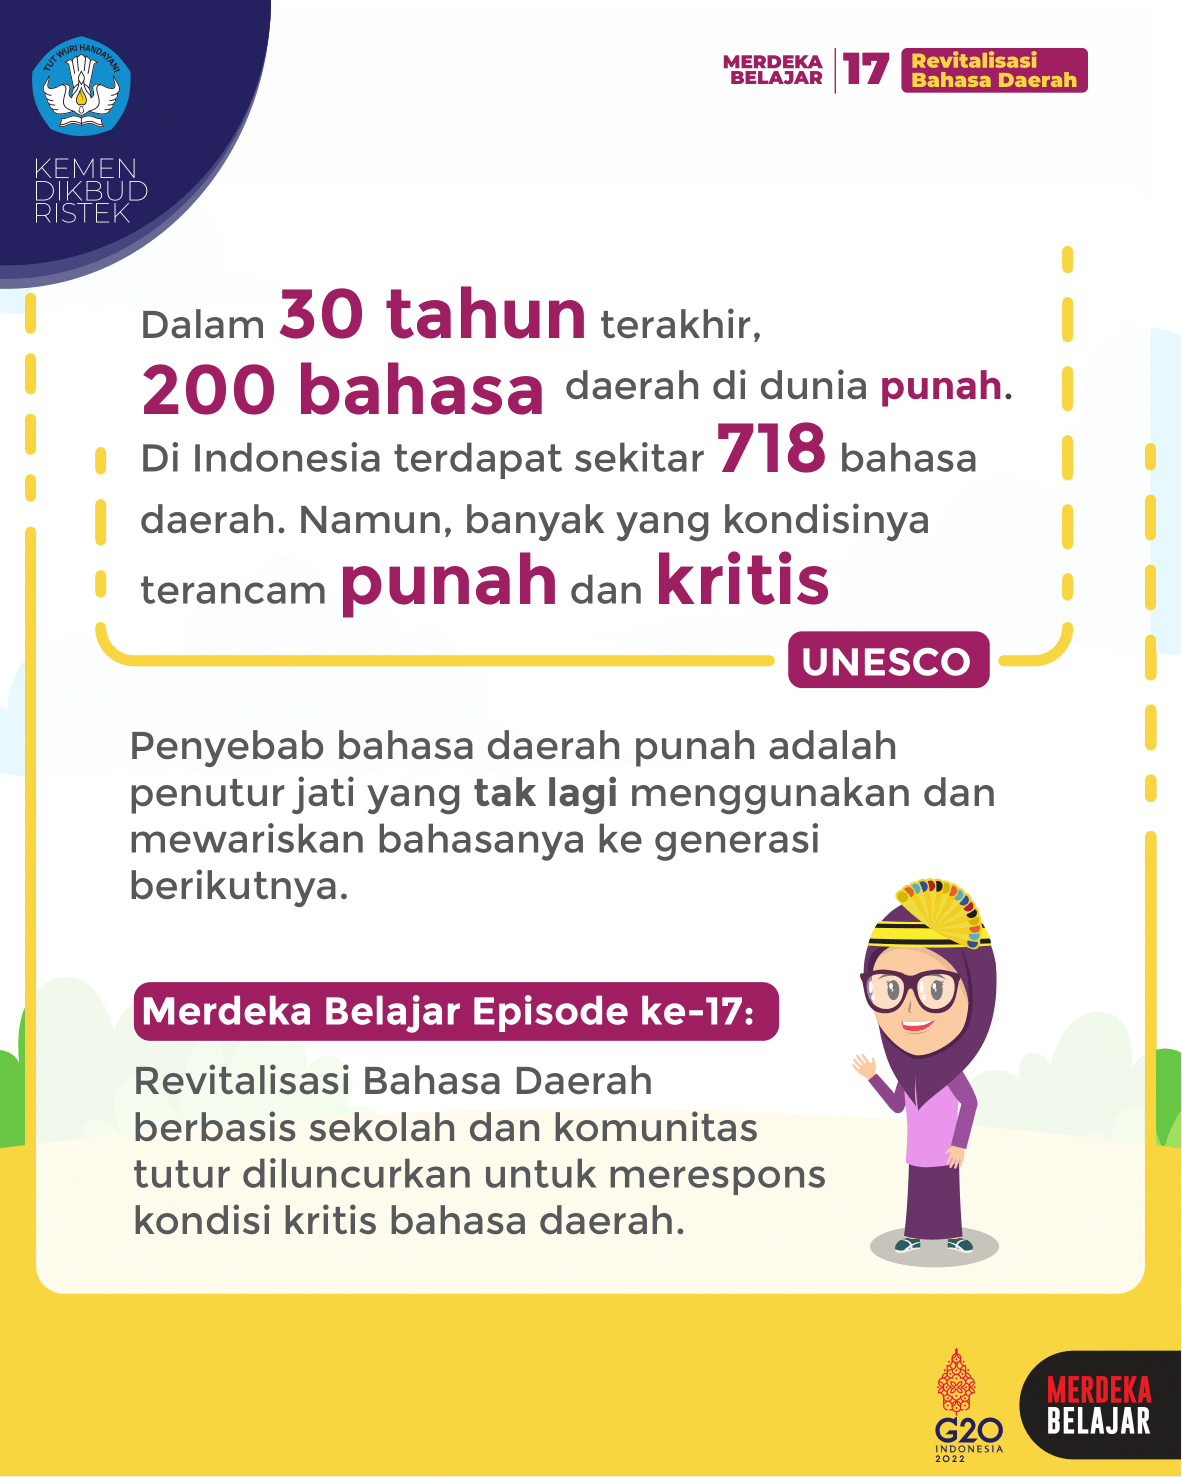 TUT WURI HANDAYANI
KEMEN
DIKBUD
RISTEK
MERDEKA
BELAJAR
17
Revitalisasi
Bahasa Daerah
Dalam 30 tahun terakhir,
200 bahasa daerah di dunia punah.
Di Indonesia terdapat sekitar 718 bahasa
daerah. Namun, banyak yang kondisinya
terancam punah dan kritis
UNESCO
Penyebab bahasa daerah punah adalah
penutur jati yang tak lagi menggunakan dan
mewariskan bahasanya ke generasi
berikutnya.
Merdeka Belajar Episode ke-17:
Revitalisasi Bahasa Daerah
berbasis sekolah dan komunitas
tutur diluncurkan untuk merespons
kondisi kritis bahasa daerah.
G20
INDONESIA
2022
MERDEKA
BELAJAR